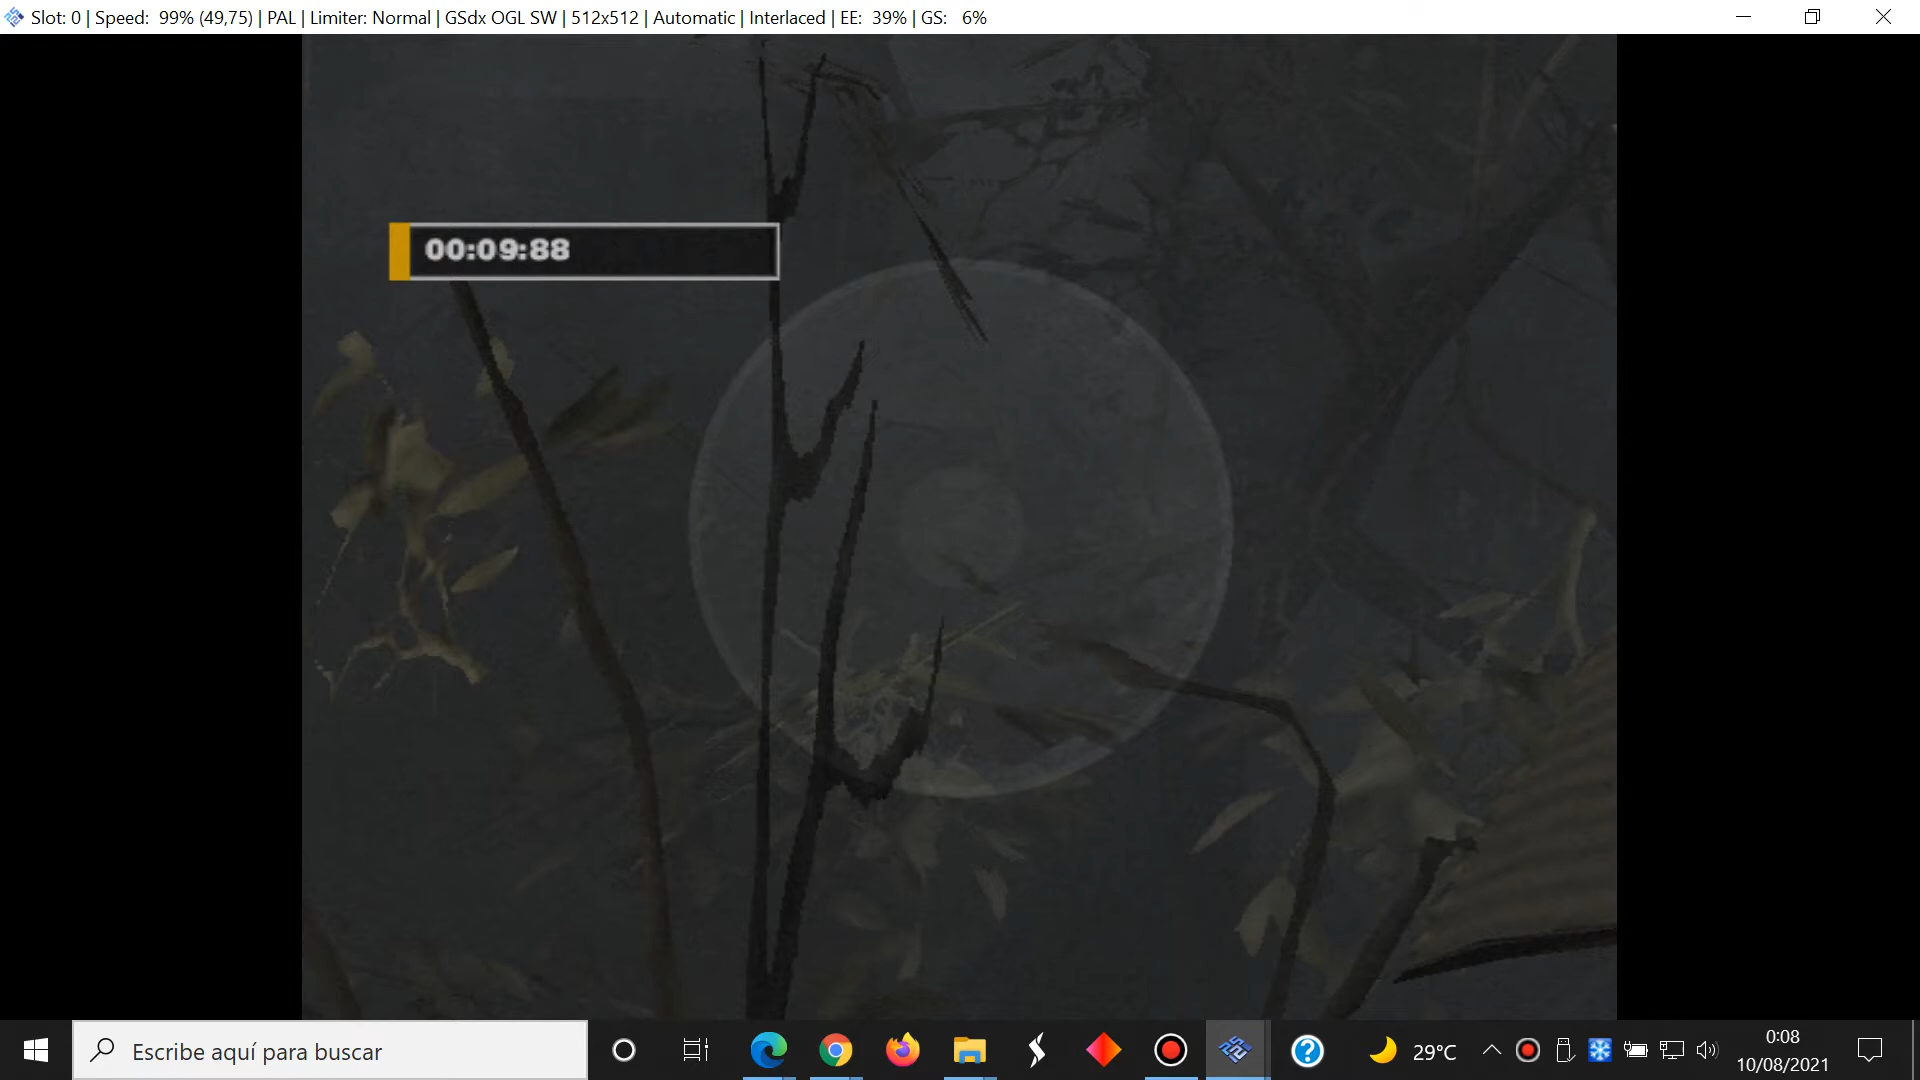 Slot: 0 | Speed:  99% (49,75) | PAL | Limiter: Normal | GSdx OGL SW | 512x512 | Automatic | Interlaced | EE:  39% | GS:   6%
00:09:88
Escribe aquí para buscar
29°C
0:08
10/08/2021